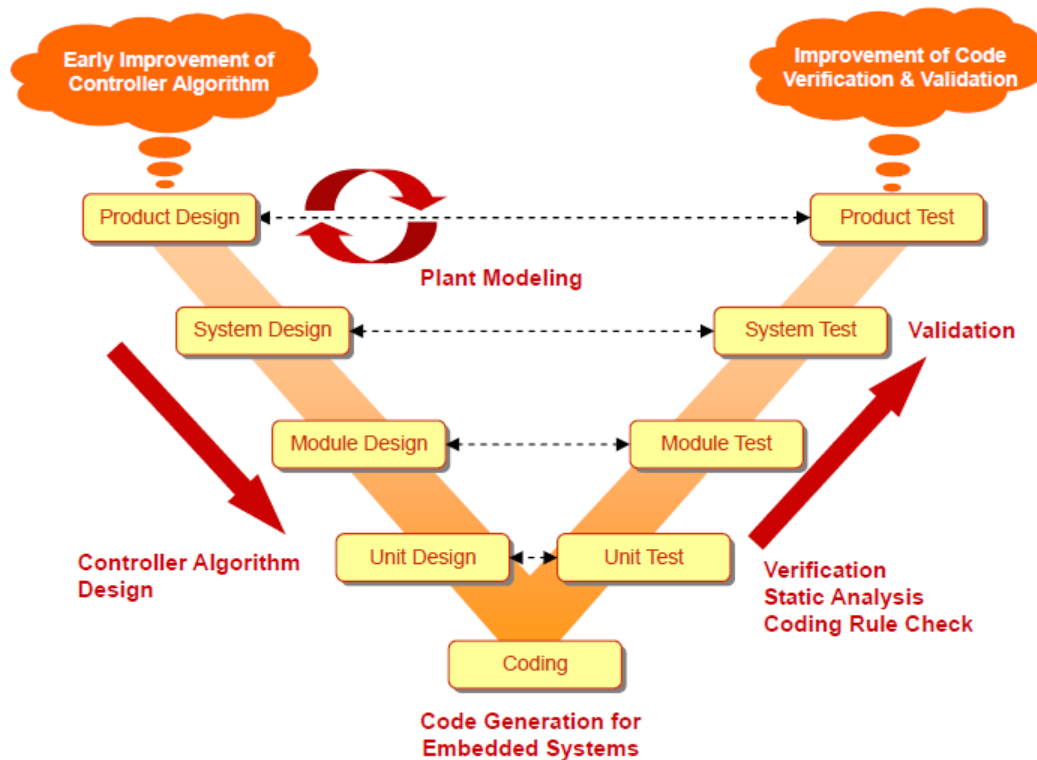 Early Improvement of
Controller Algorithm
Improvement of Code
Verification & Validation
Product Design
Product Test
Plant Modeling
System Design
System Test
Validation
Module Design
Module Test
Controller Algorithm
Design
Unit Design
Unit Test
Verification
Static Analysis
Coding Rule Check
Coding
Code Generation for
Embedded Systems